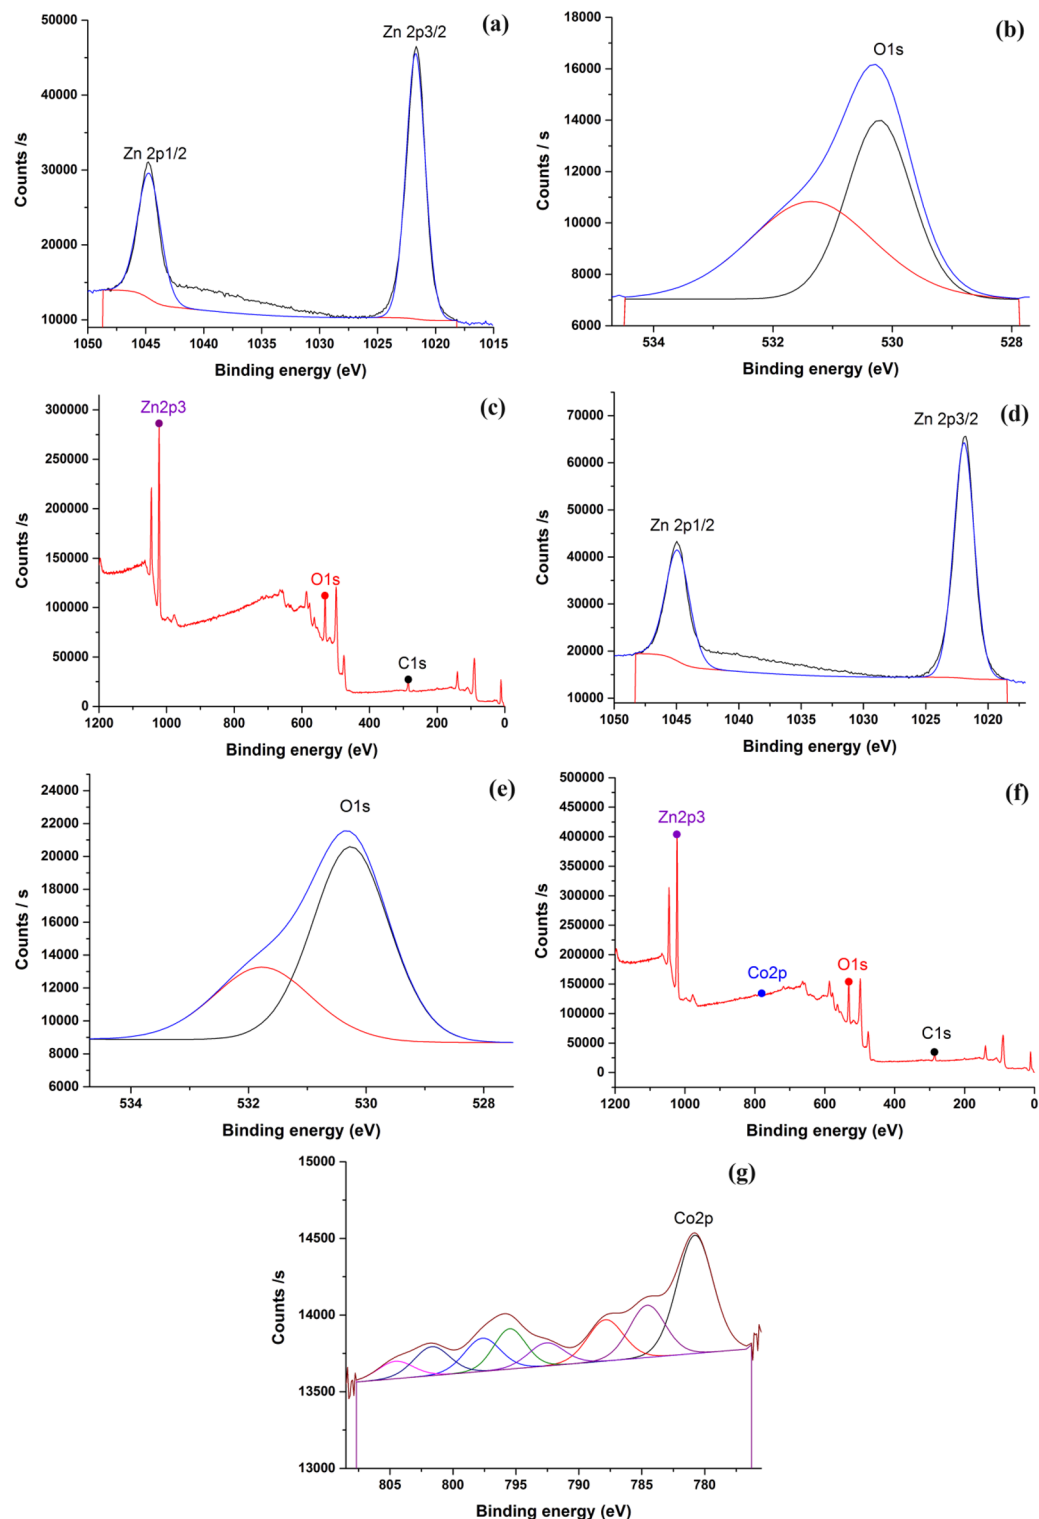 (a)
Zn 2p3/2
Zn 2p1/2
Counts /s
50000
40000
30000
20000
10000
1050 1045 1040 1035 1030 1025 1020 1015
Binding energy (eV)
(b)
O1s
Counts / s
18000
16000
14000
12000
10000
8000
6000
534 532 530 528
Binding energy (eV)
(c)
Zn2p3
O1s
C1s
Counts /s
300000
250000
200000
150000
100000
50000
0
1200 1000 800 600 400 200 0
Binding energy (eV)
(d)
Zn 2p3/2
Zn 2p1/2
Counts /s
70000
60000
50000
40000
30000
20000
10000
1050 1045 1040 1035 1030 1025 1020
Binding energy (eV)
(e)
O1s
Counts / s
24000
22000
20000
18000
16000
14000
12000
10000
8000
6000
534 532 530 528
Binding energy (eV)
(f)
Zn2p3
Co2p
O1s
C1s
Counts /s
500000
450000
400000
350000
300000
250000
200000
150000
100000
50000
0
1200 1000 800 600 400 200 0
Binding energy (eV)
(g)
Co2p
Counts /s
15000
14500
14000
13500
13000
805 800 795 790 785 780
Binding energy (eV)